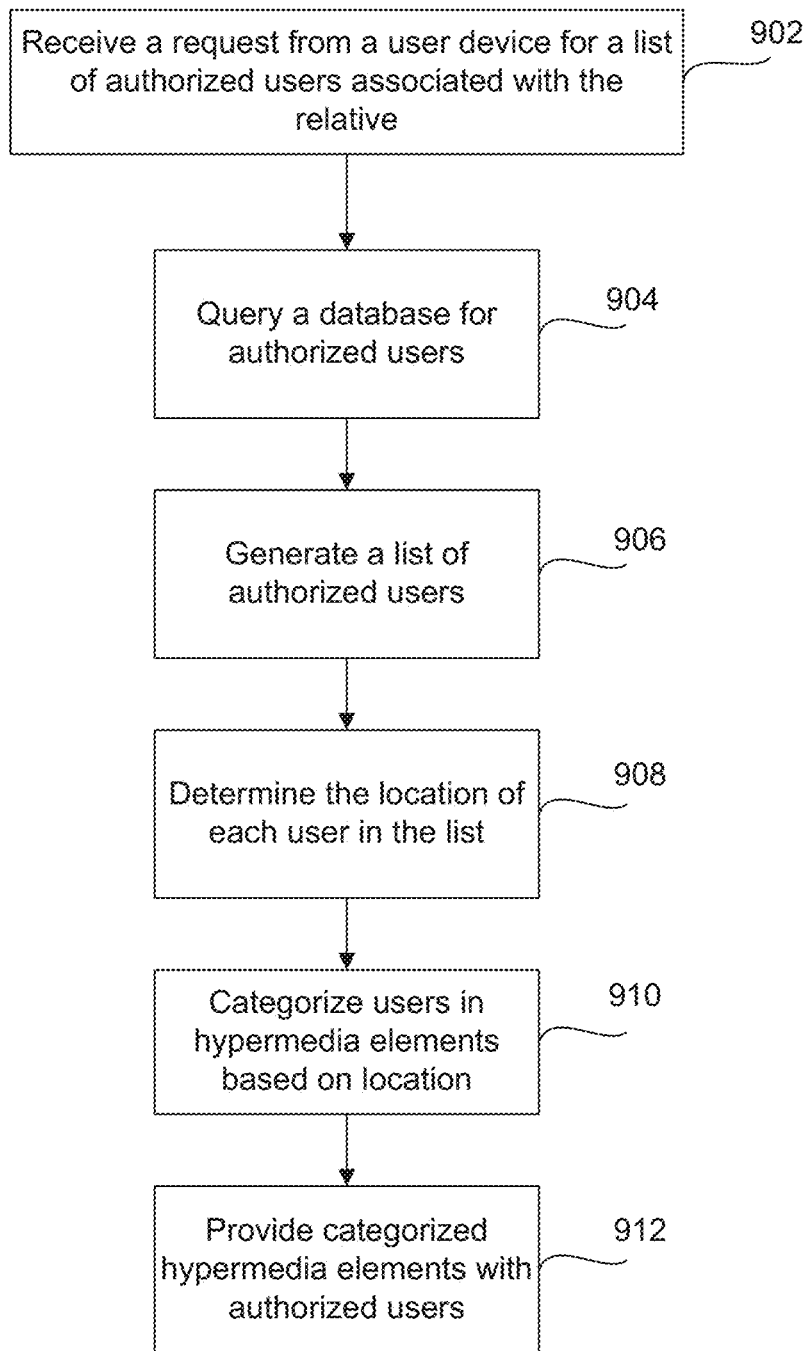 Receive a request from a user device for a list
of authorized users associated with the
relative
902
Query a database for
authorized users
904
Generate a list of
authorized users
906
Determine the location of
each user in the list
908
Categorize users in
hypermedia elements
based on location
910
Provide categorized
hypermedia elements with
authorized users
912